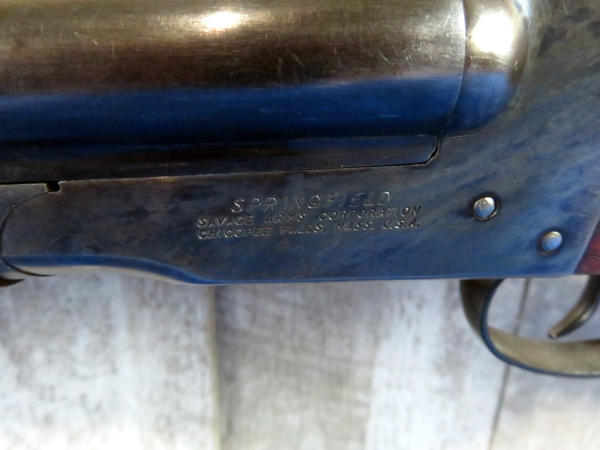 SPRINGFIELD
SAVAGE ARMS CORPORATION
CHICOPEE FALLS, MASS. U.S.A.